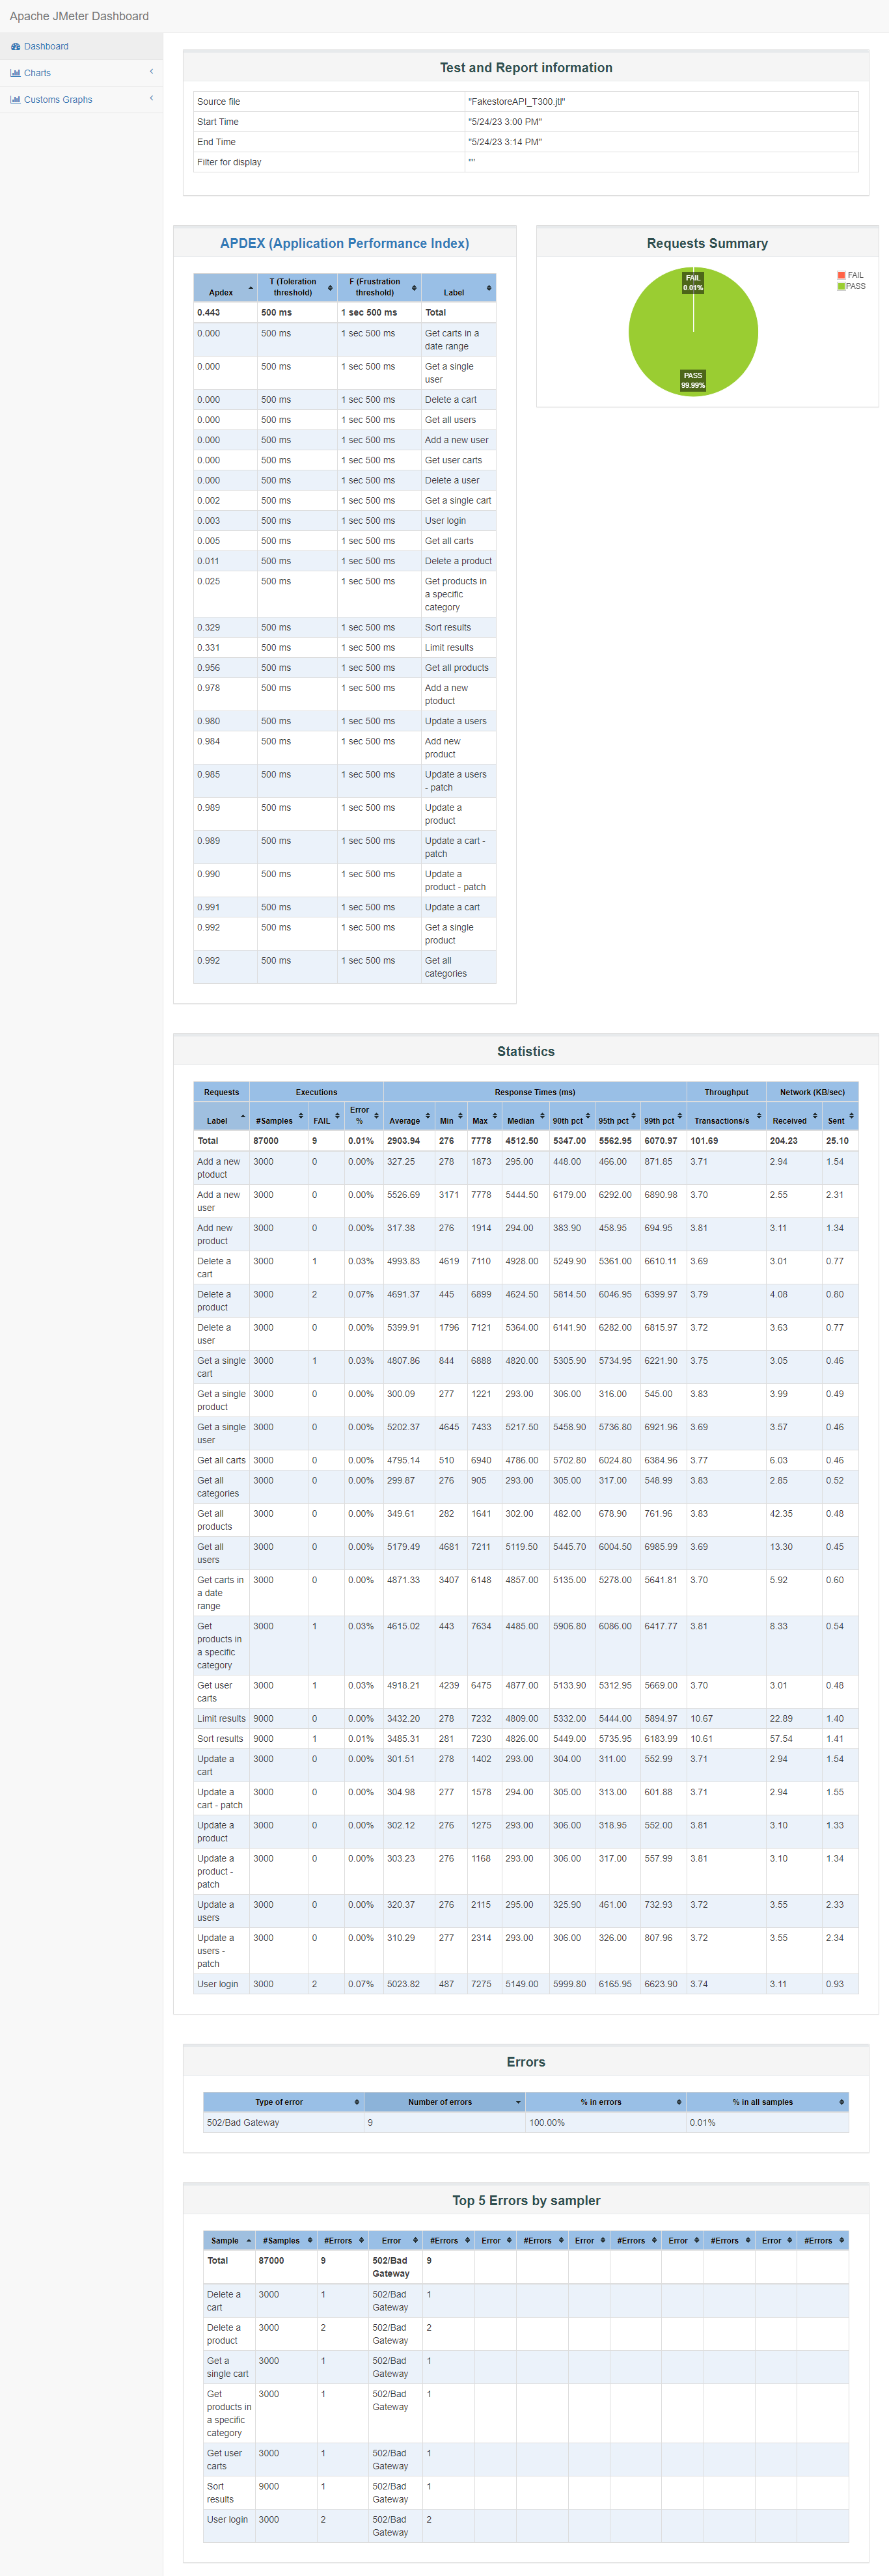 Apache JMeter Dashboard
Dashboard
Charts
Customs Graphs
Test and Report information
Source file "FakestoreAPI_T300.jtl"
Start Time "5/24/23 3:00 PM"
End Time "5/24/23 3:14 PM"
Filter for display ""
APDEX (Application Performance Index)
Apdex T (Toleration threshold) F (Frustration threshold) Label
0.443 500 ms 1 sec 500 ms Total
0.000 500 ms 1 sec 500 ms Get carts in a date range
0.000 500 ms 1 sec 500 ms Get a single user
0.000 500 ms 1 sec 500 ms Delete a cart
0.000 500 ms 1 sec 500 ms Get all users
0.000 500 ms 1 sec 500 ms Add a new user
0.000 500 ms 1 sec 500 ms Get user carts
0.000 500 ms 1 sec 500 ms Delete a user
0.002 500 ms 1 sec 500 ms Get a single cart
0.003 500 ms 1 sec 500 ms User login
0.005 500 ms 1 sec 500 ms Get all carts
0.011 500 ms 1 sec 500 ms Delete a product
0.025 500 ms 1 sec 500 ms Get products in a specific category
0.329 500 ms 1 sec 500 ms Sort results
0.331 500 ms 1 sec 500 ms Limit results
0.956 500 ms 1 sec 500 ms Get all products
0.978 500 ms 1 sec 500 ms Add a new ptoduct
0.980 500 ms 1 sec 500 ms Update a users
0.984 500 ms 1 sec 500 ms Add new product
0.985 500 ms 1 sec 500 ms Update a users - patch
0.989 500 ms 1 sec 500 ms Update a product
0.989 500 ms 1 sec 500 ms Update a cart - patch
0.990 500 ms 1 sec 500 ms Update a product - patch
0.991 500 ms 1 sec 500 ms Update a cart
0.992 500 ms 1 sec 500 ms Get a single product
0.992 500 ms 1 sec 500 ms Get all categories
Requests Summary
FAIL 0.01%
PASS 99.99%
FAIL
PASS
Statistics
Requests Executions Response Times (ms) Throughput Network (KB/sec)
Label #Samples FAIL Error % Average Min Max Median 90th pct 95th pct 99th pct Transactions/s Received Sent
Total 87000 9 0.01% 2903.94 276 7778 4512.50 5347.00 5562.95 6070.97 101.69 204.23 25.10
Add a new ptoduct 3000 0 0.00% 327.25 278 1873 295.00 448.00 466.00 871.85 3.71 2.94 1.54
Add a new user 3000 0 0.00% 5526.69 3171 7778 5444.50 6179.00 6292.00 6890.98 3.70 2.55 2.31
Add new product 3000 0 0.00% 317.38 276 1914 294.00 383.90 458.95 694.95 3.81 3.11 1.34
Delete a cart 3000 1 0.03% 4993.83 4619 7110 4928.00 5249.90 5361.00 6610.11 3.69 3.01 0.77
Delete a product 3000 2 0.07% 4691.37 445 6899 4624.50 5814.50 6046.95 6399.97 3.79 4.08 0.80
Delete a user 3000 0 0.00% 5399.91 1796 7121 5364.00 6141.90 6282.00 6815.97 3.72 3.63 0.77
Get a single cart 3000 1 0.03% 4807.86 844 6888 4820.00 5305.90 5734.95 6221.90 3.75 3.05 0.46
Get a single product 3000 0 0.00% 300.09 277 1221 293.00 306.00 316.00 545.00 3.83 3.99 0.49
Get a single user 3000 0 0.00% 5202.37 4645 7433 5217.50 5458.90 5736.80 6921.96 3.69 3.57 0.46
Get all carts 3000 0 0.00% 4795.14 510 6940 4786.00 5702.80 6024.80 6384.96 3.77 6.03 0.46
Get all categories 3000 0 0.00% 299.87 276 905 293.00 305.00 317.00 548.99 3.83 2.85 0.52
Get all products 3000 0 0.00% 349.61 282 1641 302.00 482.00 678.90 761.96 3.83 42.35 0.48
Get all users 3000 0 0.00% 5179.49 4681 7211 5119.50 5445.70 6004.50 6985.99 3.69 13.30 0.45
Get carts in a date range 3000 0 0.00% 4871.33 3407 6148 4857.00 5135.00 5278.00 5641.81 3.70 5.92 0.60
Get products in a specific category 3000 1 0.03% 4615.02 443 7634 4485.00 5906.80 6086.00 6417.77 3.81 8.33 0.54
Get user carts 3000 1 0.03% 4918.21 4239 6475 4877.00 5133.90 5312.95 5669.00 3.70 3.01 0.48
Limit results 9000 0 0.00% 3432.20 278 7232 4809.00 5332.00 5444.00 5894.97 10.67 22.89 1.40
Sort results 9000 1 0.01% 3485.31 281 7230 4826.00 5449.00 5735.95 6183.99 10.61 57.54 1.41
Update a cart 3000 0 0.00% 301.51 278 1402 293.00 304.00 311.00 552.99 3.71 2.94 1.54
Update a cart - patch 3000 0 0.00% 304.98 277 1578 294.00 305.00 313.00 601.88 3.71 2.94 1.55
Update a product 3000 0 0.00% 302.12 276 1275 293.00 306.00 318.95 552.00 3.81 3.10 1.33
Update a product - patch 3000 0 0.00% 303.23 276 1168 293.00 306.00 317.00 557.99 3.81 3.10 1.34
Update a users 3000 0 0.00% 320.37 276 2115 295.00 325.90 461.00 732.93 3.72 3.55 2.33
Update a users - patch 3000 0 0.00% 310.29 277 2314 293.00 306.00 326.00 807.96 3.72 3.55 2.34
User login 3000 2 0.07% 5023.82 487 7275 5149.00 5999.80 6165.95 6623.90 3.74 3.11 0.93
Errors
Type of error Number of errors % in errors % in all samples
502/Bad Gateway 9 100.00% 0.01%
Top 5 Errors by sampler
Sample #Samples #Errors Error #Errors Error #Errors Error #Errors Error #Errors Error #Errors
Total 87000 9 502/Bad Gateway 9
Delete a cart 3000 1 502/Bad Gateway 1
Delete a product 3000 2 502/Bad Gateway 2
Get a single cart 3000 1 502/Bad Gateway 1
Get products in a specific category 3000 1 502/Bad Gateway 1
Get user carts 3000 1 502/Bad Gateway 1
Sort results 9000 1 502/Bad Gateway 1
User login 3000 2 502/Bad Gateway 2